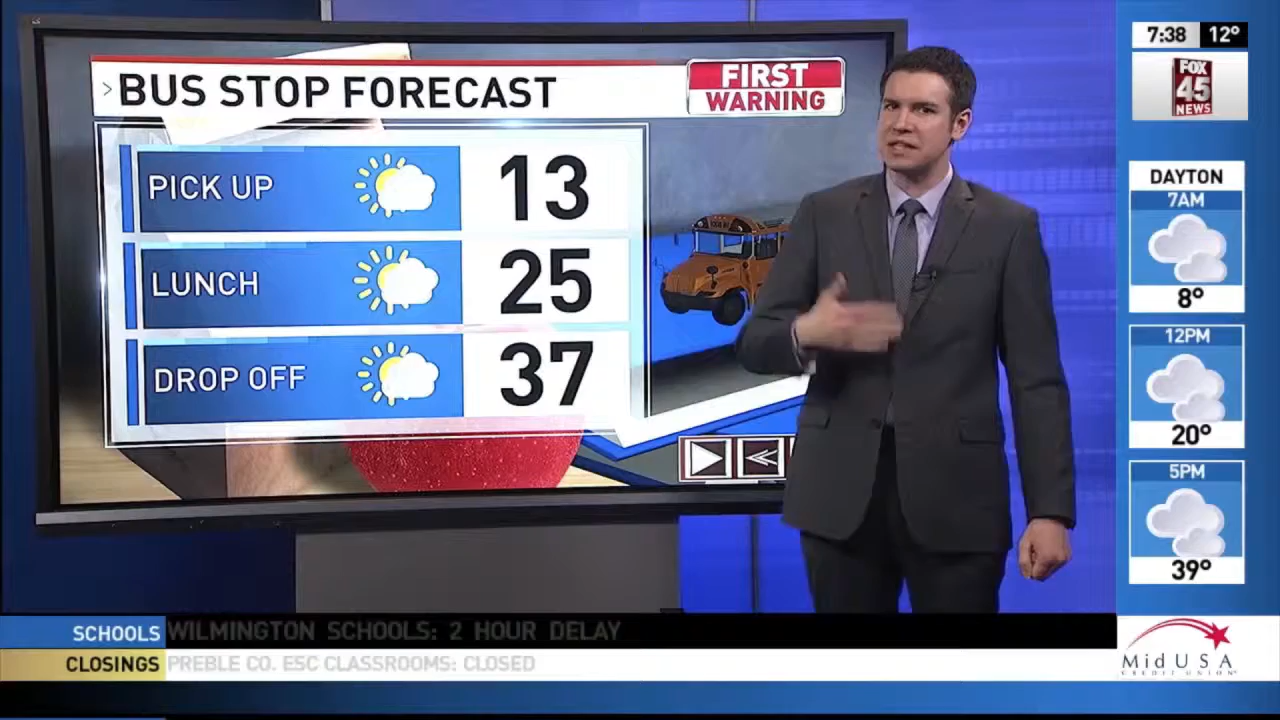 >BUS STOP FORECAST
FIRST
WARNING
PICK UP 13
LUNCH 25
DROP OFF 37
7:38 12°
FOX
45
NEWS
DAYTON
7AM
8°
12PM
20°
5PM
39°
SCHOOLS WILMINGTON SCHOOLS: 2 HOUR DELAY
CLOSINGS PREBLE CO. ESC CLASSROOMS: CLOSED
MidUSA
CREDIT UNION